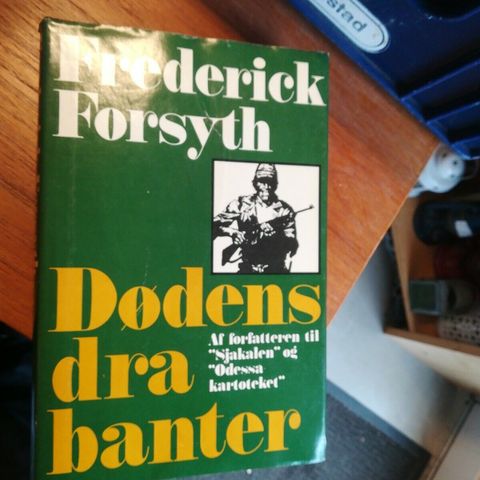 Frederick
Forsyth
Dødens
dra
banter
Af forfatteren til
"Sjakalen" og
"Odessa
kartoteket"